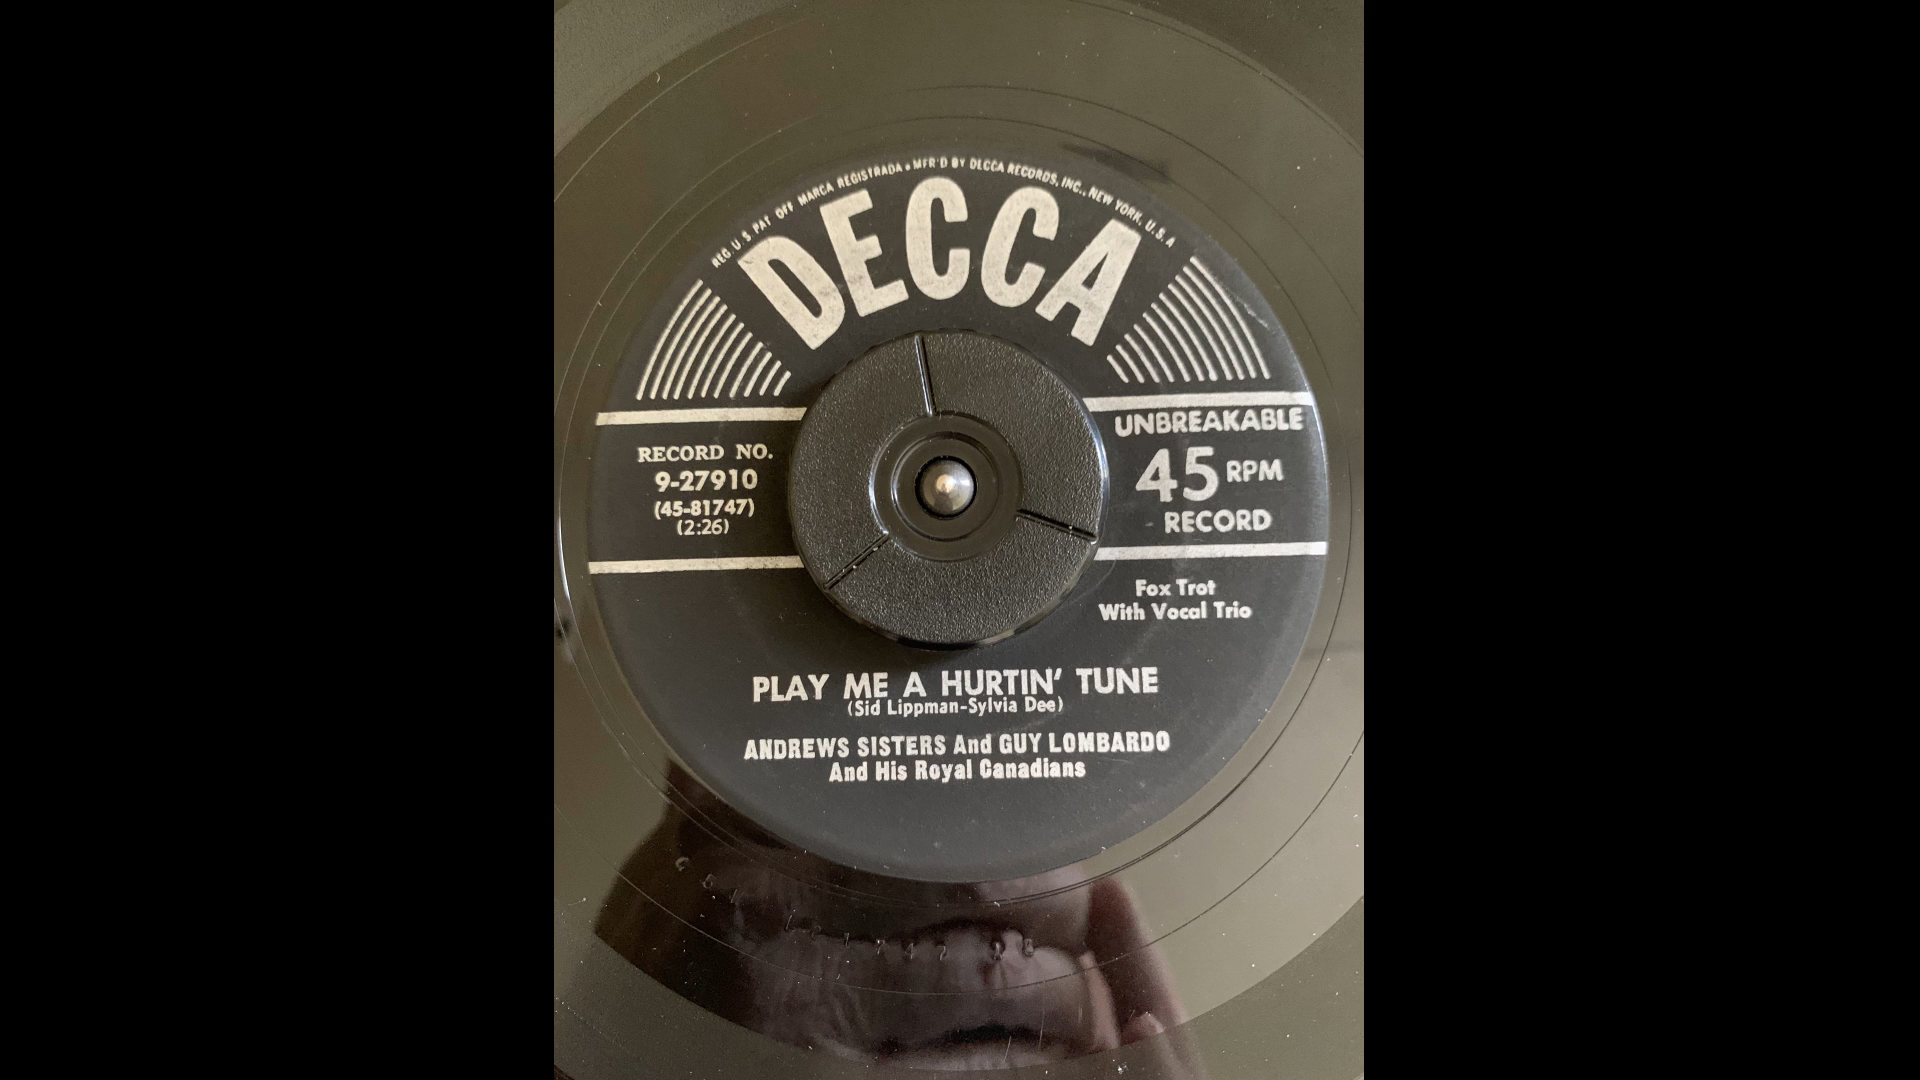 REG. U.S. PAT. OFF. MARCA REGISTRADA • MFR'D BY DECCA RECORDS, INC., NEW YORK, U.S.A.
DECCA
RECORD NO.
9-27910
(45-81747)
(2:26)
UNBREAKABLE
45 RPM
RECORD
Fox Trot
With Vocal Trio
PLAY ME A HURTIN' TUNE
(Sid Lippman-Sylvia Dee)
ANDREWS SISTERS And GUY LOMBARDO
And His Royal Canadians